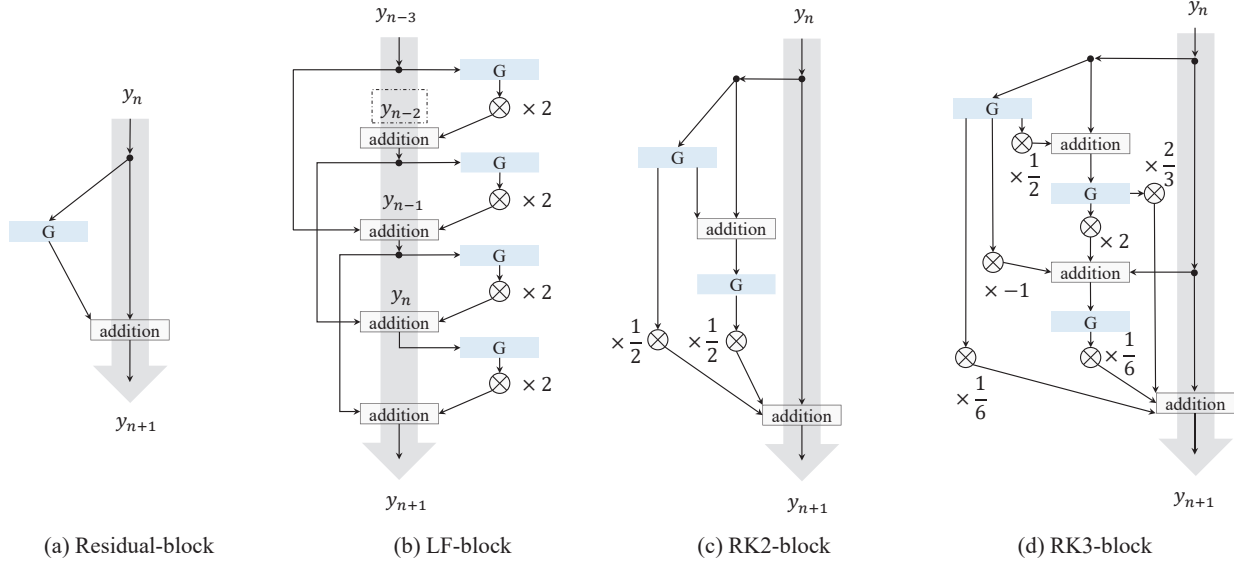 y_n
G
addition
y_{n+1}
(a) Residual-block
y_{n-3}
G
× 2
y_{n-2}
addition
G
× 2
y_{n-1}
addition
G
× 2
y_n
addition
G
× 2
addition
y_{n+1}
(b) LF-block
y_n
G
addition
G
× 1/2
× 1/2
addition
y_{n+1}
(c) RK2-block
y_n
G
addition
× 1/2
× 2/3
G
× 2
addition
× −1
G
× 1/6
× 1/6
addition
y_{n+1}
(d) RK3-block